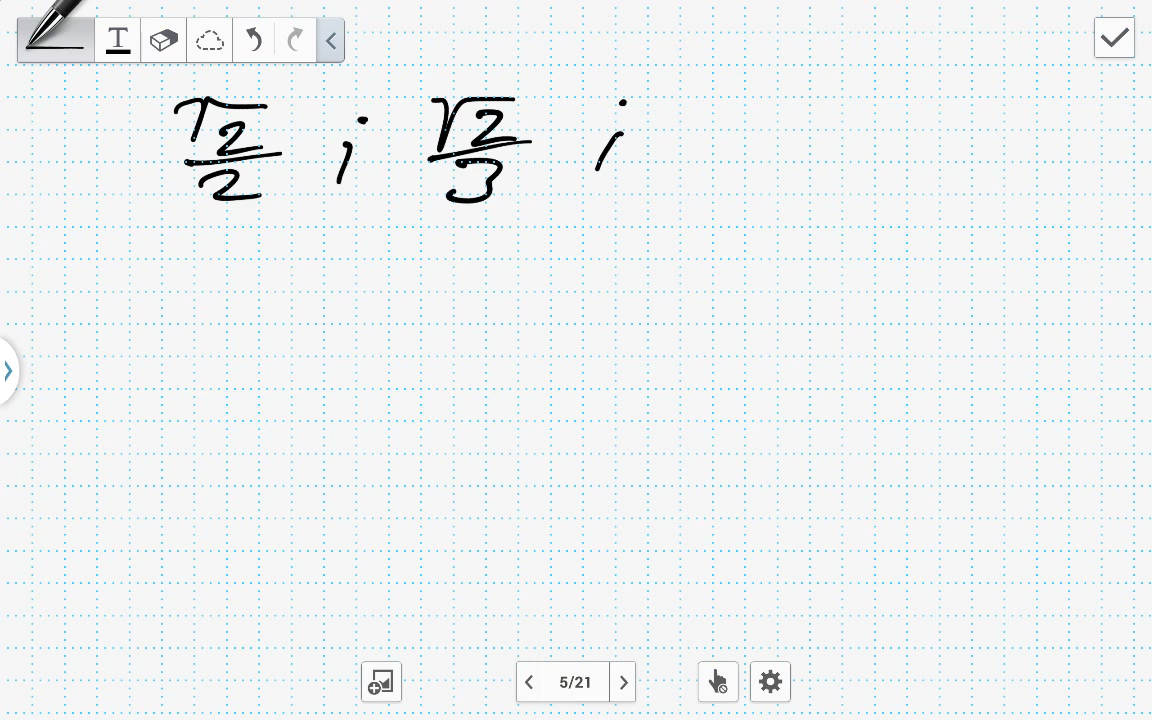 T
√2/2 ; √2/3 ;
5/21